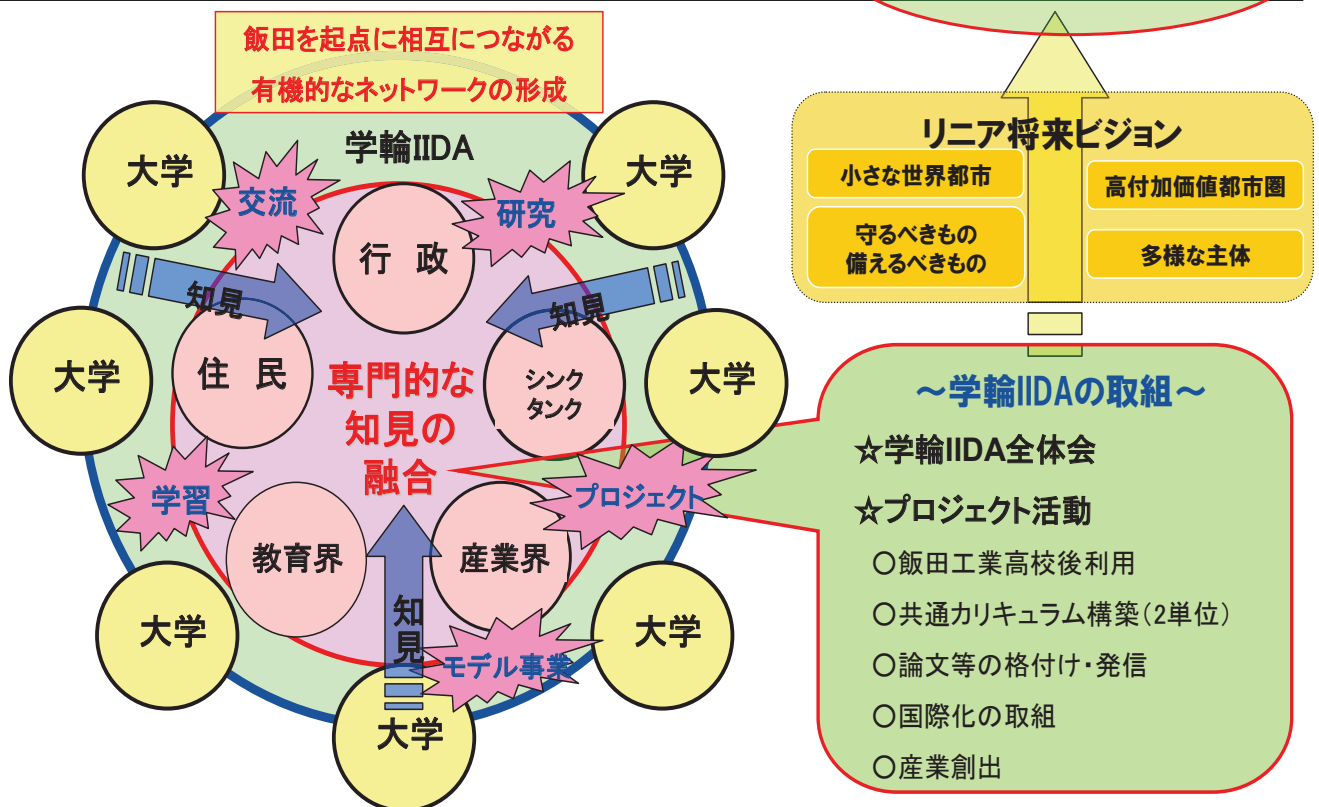 飯田を起点に相互につながる
有機的なネットワークの形成
学輪IIDA
大学
大学
交流
研究
行 政
知見
知見
大学
住 民
専門的な
知見の
融合
シンク
タンク
大学
学習
プロジェクト
教育界
産業界
知
見
大学
大学
モデル事業
大学
リニア将来ビジョン
小さな世界都市
高付加価値都市圏
守るべきもの
備えるべきもの
多様な主体
～学輪IIDAの取組～
☆学輪IIDA全体会
☆プロジェクト活動
○飯田工業高校後利用
○共通カリキュラム構築(2単位)
○論文等の格付け・発信
○国際化の取組
○産業創出